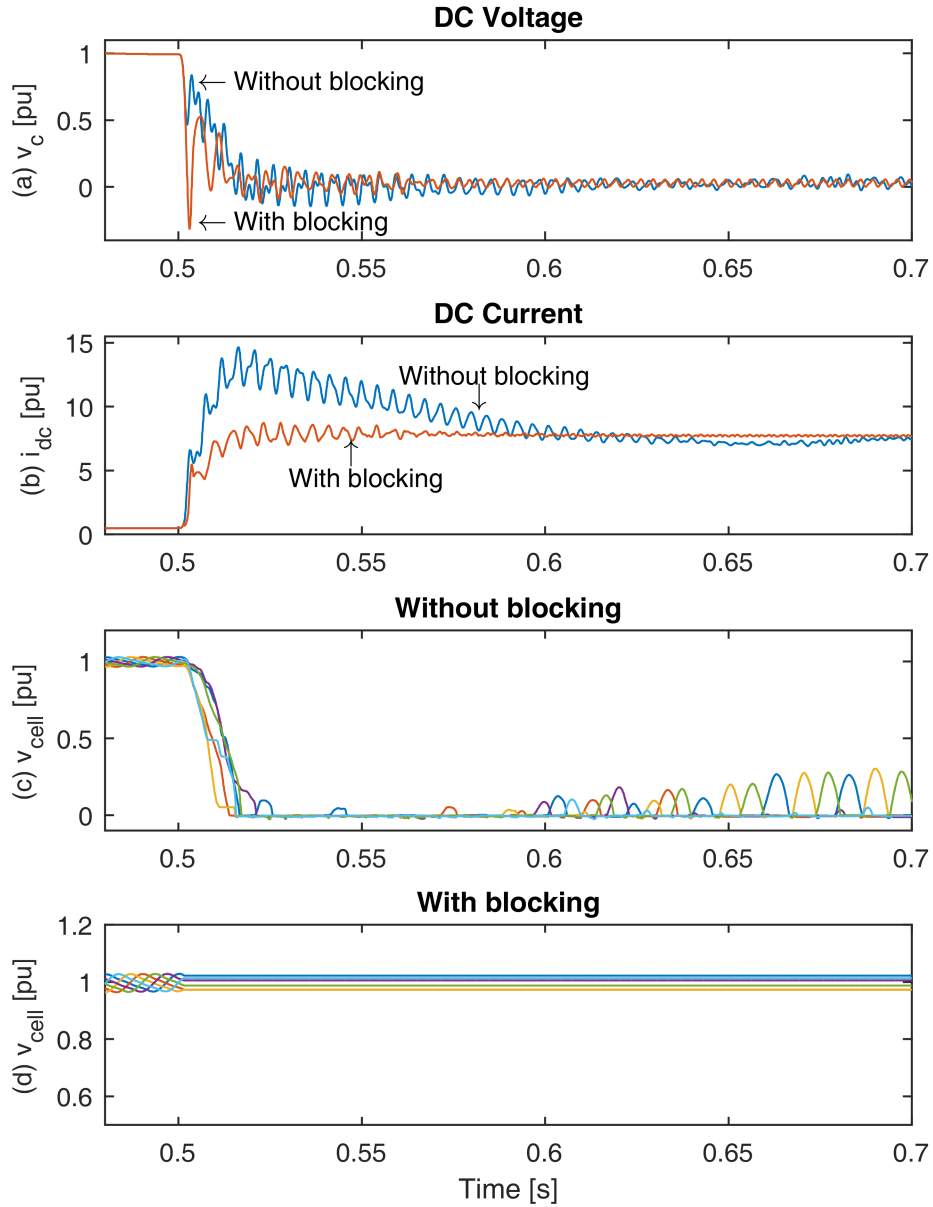 DC Voltage
(a) v_c [pu]
1
0.5
0
Without blocking
With blocking
0.5
0.55
0.6
0.65
0.7
DC Current
(b) i_dc [pu]
15
10
5
0
Without blocking
With blocking
0.5
0.55
0.6
0.65
0.7
Without blocking
(c) v_cell [pu]
1
0.5
0
0.5
0.55
0.6
0.65
0.7
With blocking
(d) v_cell [pu]
1.2
1
0.8
0.6
0.5
0.55
0.6
0.65
0.7
Time [s]